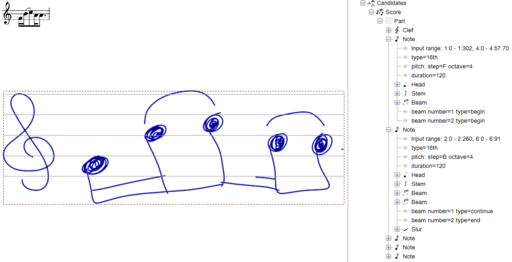 Candidates
Score
Part
Clef
Note
Input range: 1:0 - 1:302, 4:0 - 4:57.70
type=16th
pitch: step=F octave=4
duration=120
Head
Stem
Beam
beam number=1 type=begin
beam number=2 type=begin
Note
Input range: 2:0 - 2:260, 6:0 - 6:91
type=16th
pitch: step=B octave=4
duration=120
Head
Stem
Beam
Beam
beam number=1 type=continue
beam number=2 type=end
Slur
Note
Note
Note